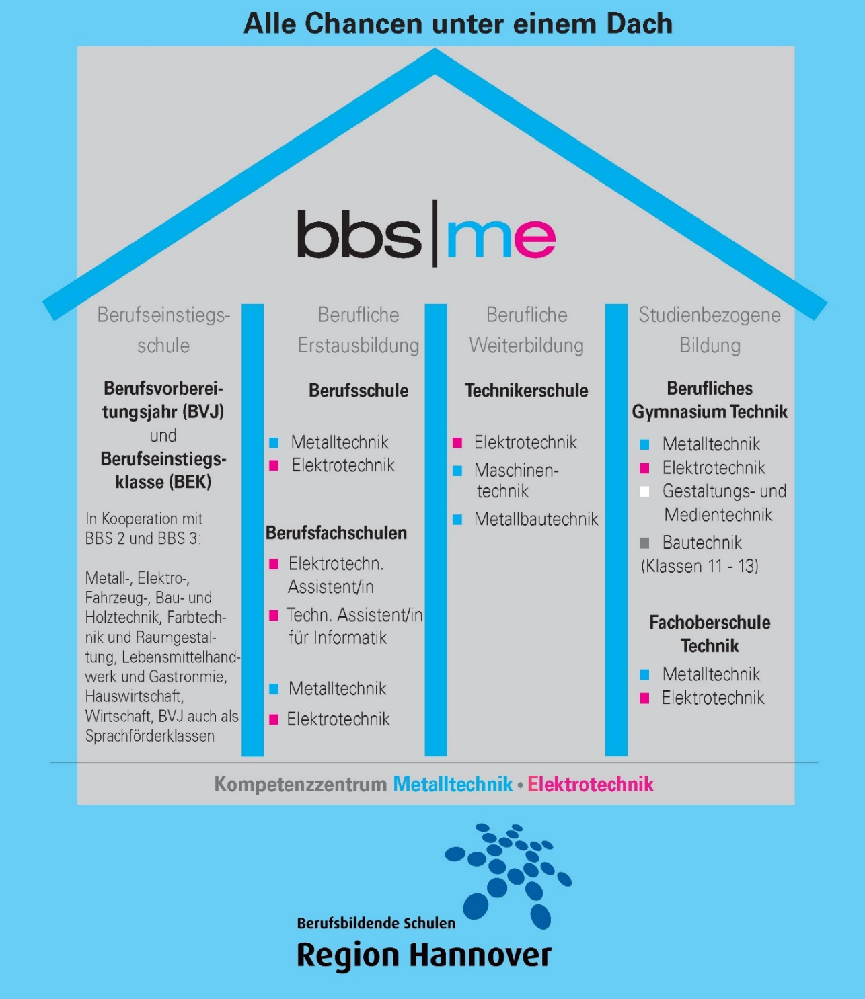 Alle Chancen unter einem Dach
bbs|me
Berufseinstiegs-
schule
Berufsvorberei-
tungsjahr (BVJ)
und
Berufseinstiegs-
klasse (BEK)
In Kooperation mit
BBS 2 und BBS 3:
Metall-, Elektro-,
Fahrzeug-, Bau- und
Holztechnik, Farbtech-
nik und Raumgestal-
tung, Lebensmittelhand-
werk und Gastronmie,
Hauswirtschaft,
Wirtschaft, BVJ auch als
Sprachförderklassen
Berufliche
Erstausbildung
Berufsschule
Metalltechnik
Elektrotechnik
Berufsfachschulen
Elektrotechn.
Assistent/in
Techn. Assistent/in
für Informatik
Metalltechnik
Elektrotechnik
Berufliche
Weiterbildung
Technikerschule
Elektrotechnik
Maschinen-
technik
Metallbautechnik
Studienbezogene
Bildung
Berufliches
Gymnasium Technik
Metalltechnik
Elektrotechnik
Gestaltungs- und
Medientechnik
Bautechnik
(Klassen 11 - 13)
Fachoberschule
Technik
Metalltechnik
Elektrotechnik
Kompetenzzentrum Metalltechnik • Elektrotechnik
Berufsbildende Schulen
Region Hannover